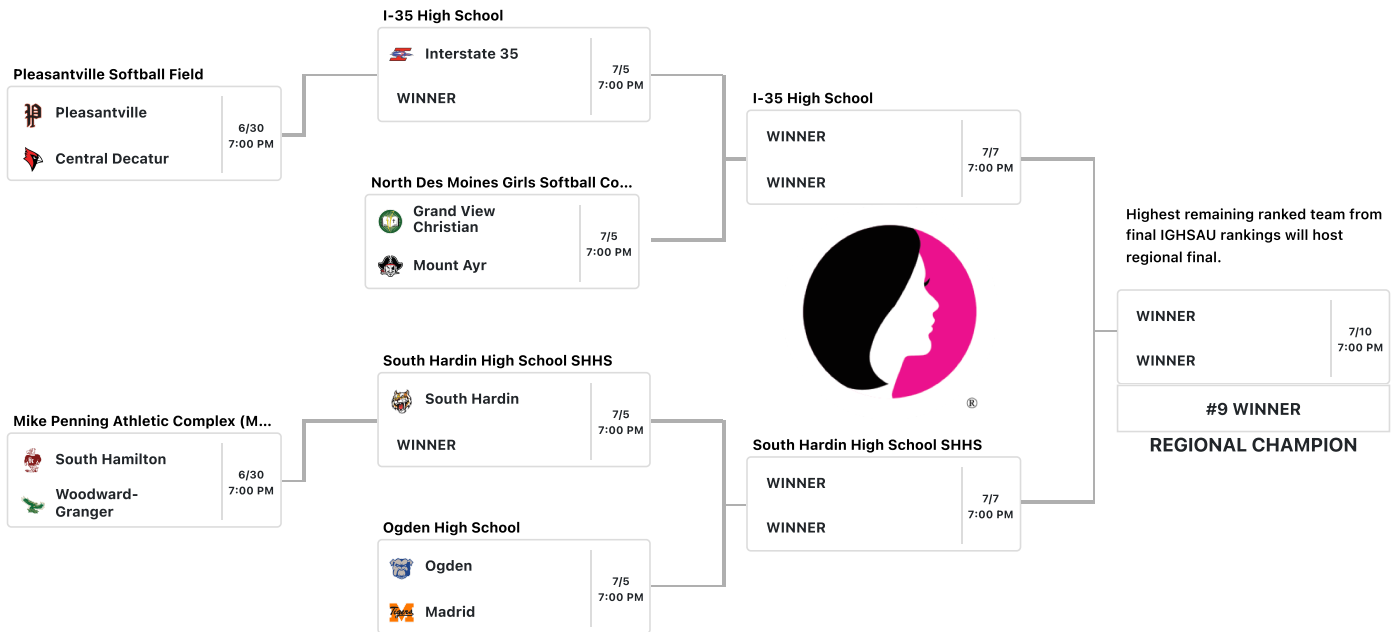 I-35 High School
Interstate 35
WINNER
7/5
7:00 PM
Pleasantville Softball Field
P
Pleasantville
Central Decatur
6/30
7:00 PM
I-35 High School
WINNER
WINNER
7/7
7:00 PM
North Des Moines Girls Softball Co...
Grand View
Christian
Mount Ayr
7/5
7:00 PM
Highest remaining ranked team from
final IGHSAU rankings will host
regional final.
WINNER
WINNER
7/10
7:00 PM
#9 WINNER
REGIONAL CHAMPION
®
South Hardin High School SHHS
South Hardin
WINNER
7/5
7:00 PM
Mike Penning Athletic Complex (M...
South Hamilton
Woodward-
Granger
6/30
7:00 PM
South Hardin High School SHHS
WINNER
WINNER
7/7
7:00 PM
Ogden High School
Ogden
M
Tigers
Madrid
7/5
7:00 PM